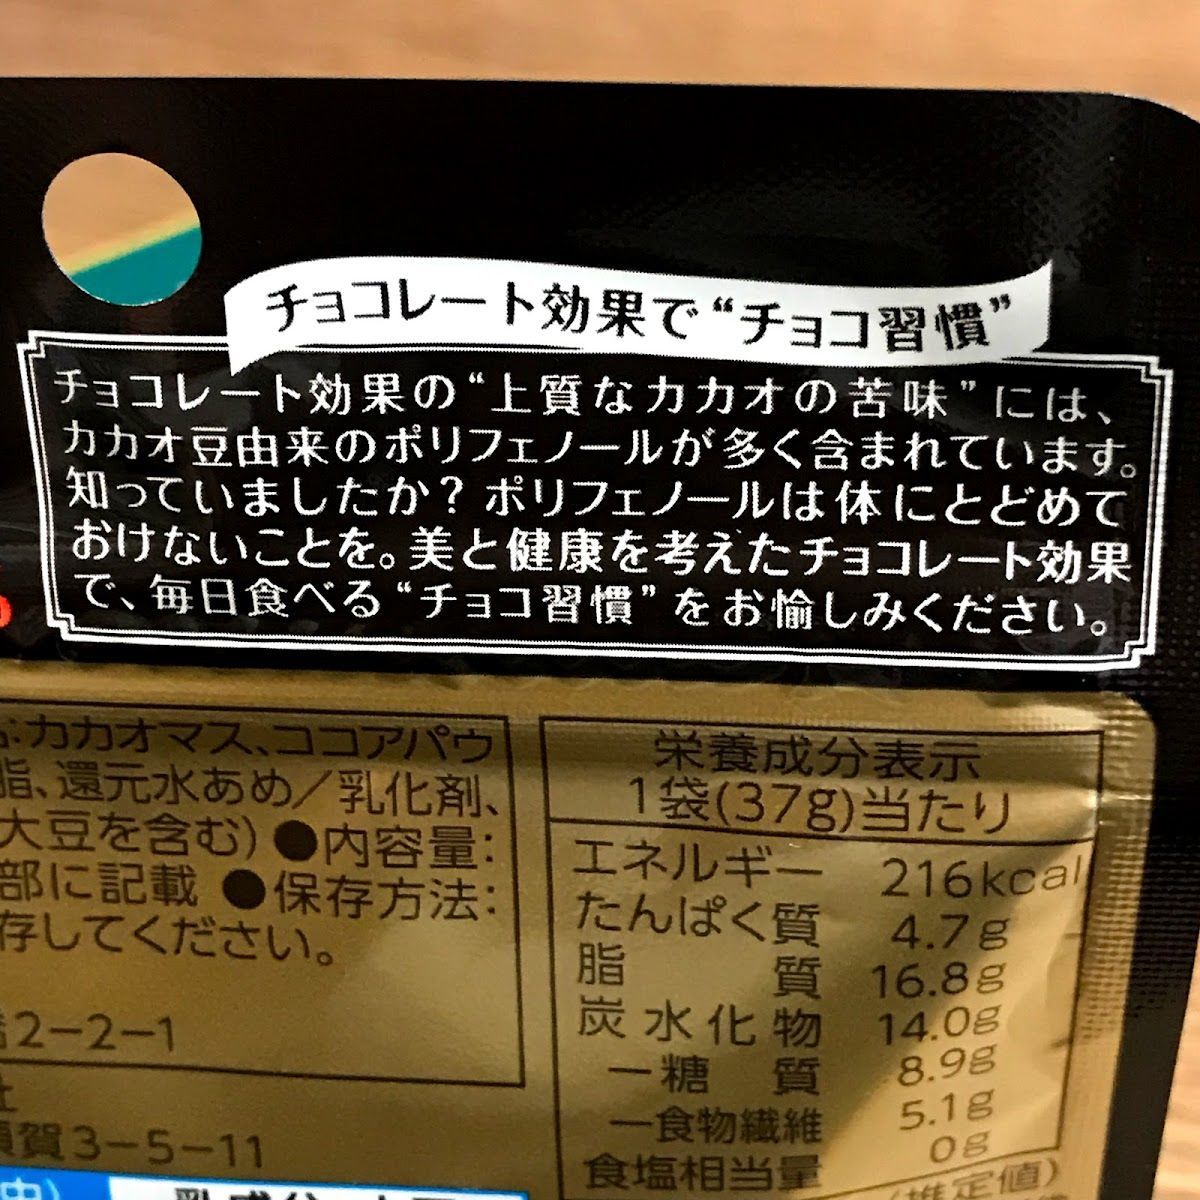 チョコレート効果で“チョコ習慣”
チョコレート効果の“上質なカカオの苦味”には、
カカオ豆由来のポリフェノールが多く含まれています。
知っていましたか？ポリフェノールは体にとどめて
おけないことを。美と健康を考えたチョコレート効果
で、毎日食べる“チョコ習慣”をお愉しみください。
:カカオマス、ココアパウ
脂、還元水あめ／乳化剤、
大豆を含む) ●内容量:
部に記載 ●保存方法:
存してください。
2-2-1
賀3-5-11
栄養成分表示
1袋(37g)当たり
エネルギー 216kcal
たんぱく質 4.7g
脂質 16.8g
炭水化物 14.0g
－糖質 8.9g
－食物繊維 5.1g
食塩相当量 0g
(推定値)